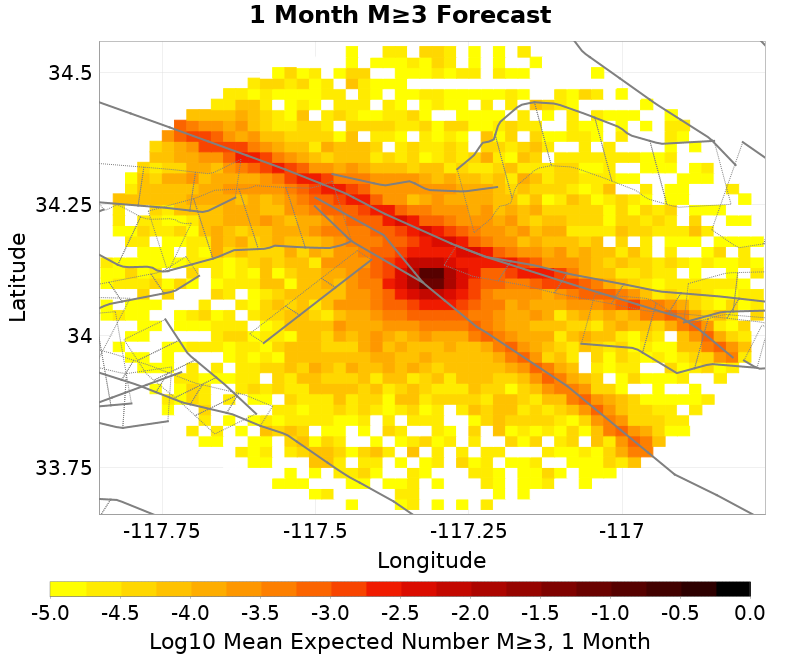 1 Month M≥3 Forecast
34.5
34.25
34
33.75
Latitude
-117.75 -117.5 -117.25 -117
Longitude
-5.0 -4.5 -4.0 -3.5 -3.0 -2.5 -2.0 -1.5 -1.0 -0.5 0.0
Log10 Mean Expected Number M≥3, 1 Month